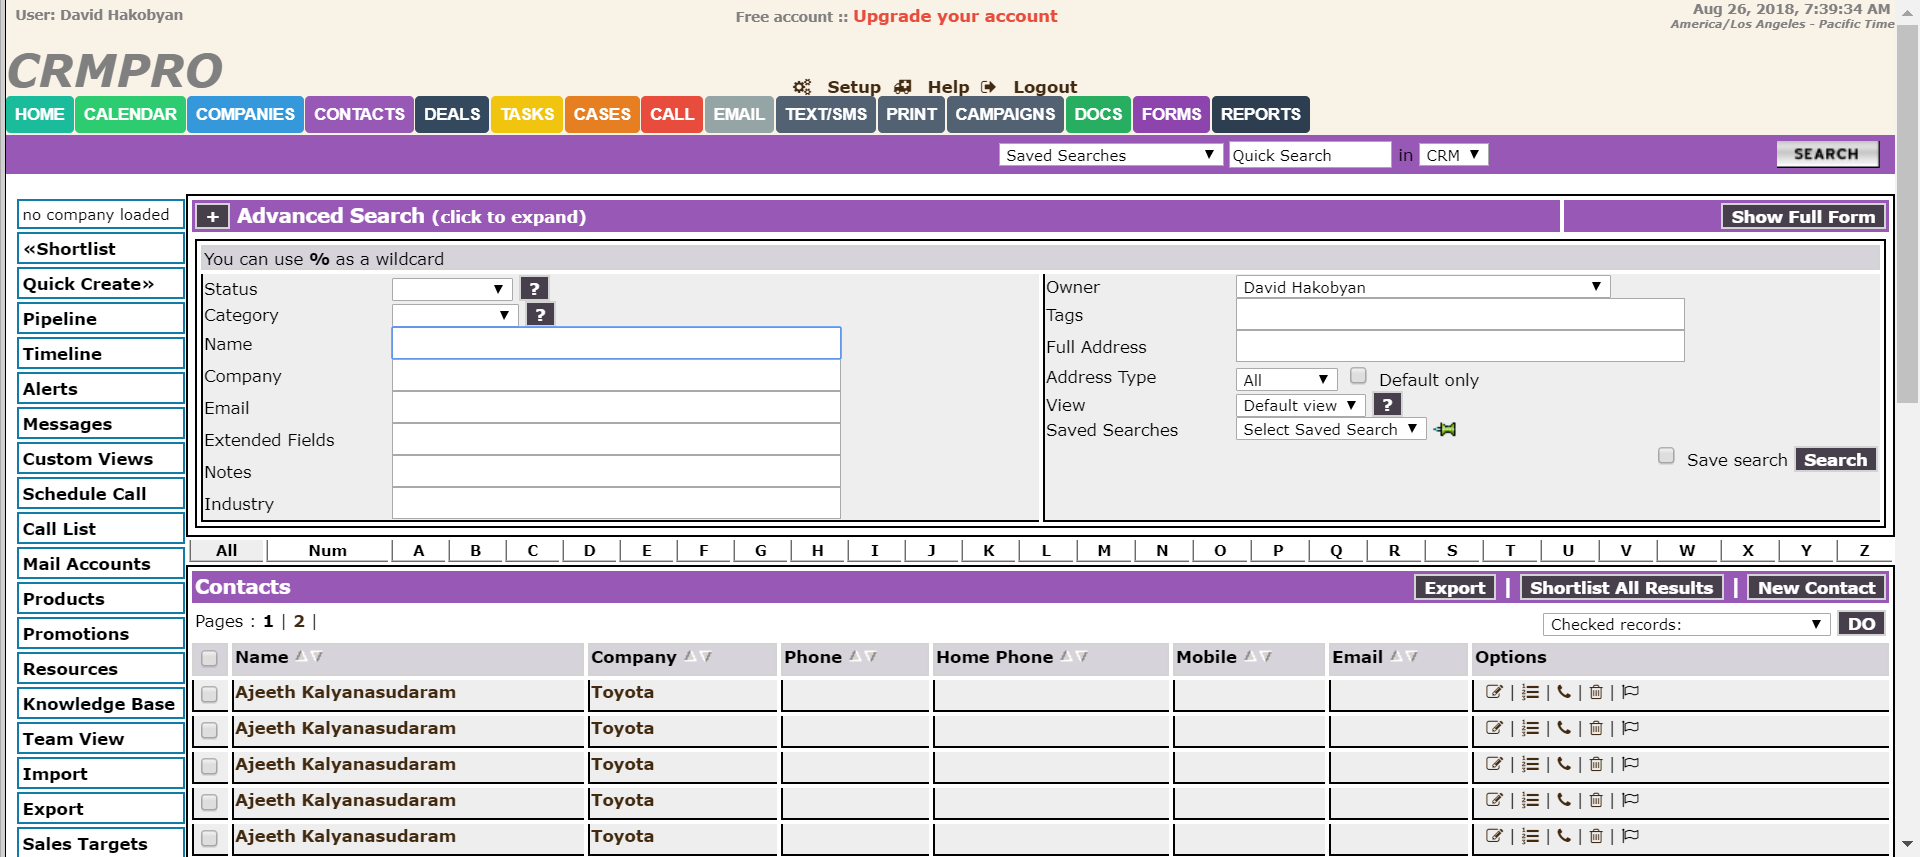 User: David Hakobyan
Free account :: Upgrade your account
Aug 26, 2018, 7:39:34 AM
America/Los Angeles - Pacific Time
CRMPRO
Setup Help Logout
HOME CALENDAR COMPANIES CONTACTS DEALS TASKS CASES CALL EMAIL TEXT/SMS PRINT CAMPAIGNS DOCS FORMS REPORTS
Saved Searches Quick Search in CRM SEARCH
no company loaded
«Shortlist
Quick Create»
Pipeline
Timeline
Alerts
Messages
Custom Views
Schedule Call
Call List
Mail Accounts
Products
Promotions
Resources
Knowledge Base
Team View
Import
Export
Sales Targets
+ Advanced Search (click to expand) Show Full Form
You can use % as a wildcard
Status ?
Category ?
Name
Company
Email
Extended Fields
Notes
Industry
Owner David Hakobyan
Tags
Full Address
Address Type All Default only
View Default view ?
Saved Searches Select Saved Search
Save search Search
All Num A B C D E F G H I J K L M N O P Q R S T U V W X Y Z
Contacts Export | Shortlist All Results | New Contact
Pages : 1 | 2 |
Checked records: DO
Name Company Phone Home Phone Mobile Email Options
Ajeeth Kalyanasudaram Toyota | | | |
Ajeeth Kalyanasudaram Toyota | | | |
Ajeeth Kalyanasudaram Toyota | | | |
Ajeeth Kalyanasudaram Toyota | | | |
Ajeeth Kalyanasudaram Toyota | | | |